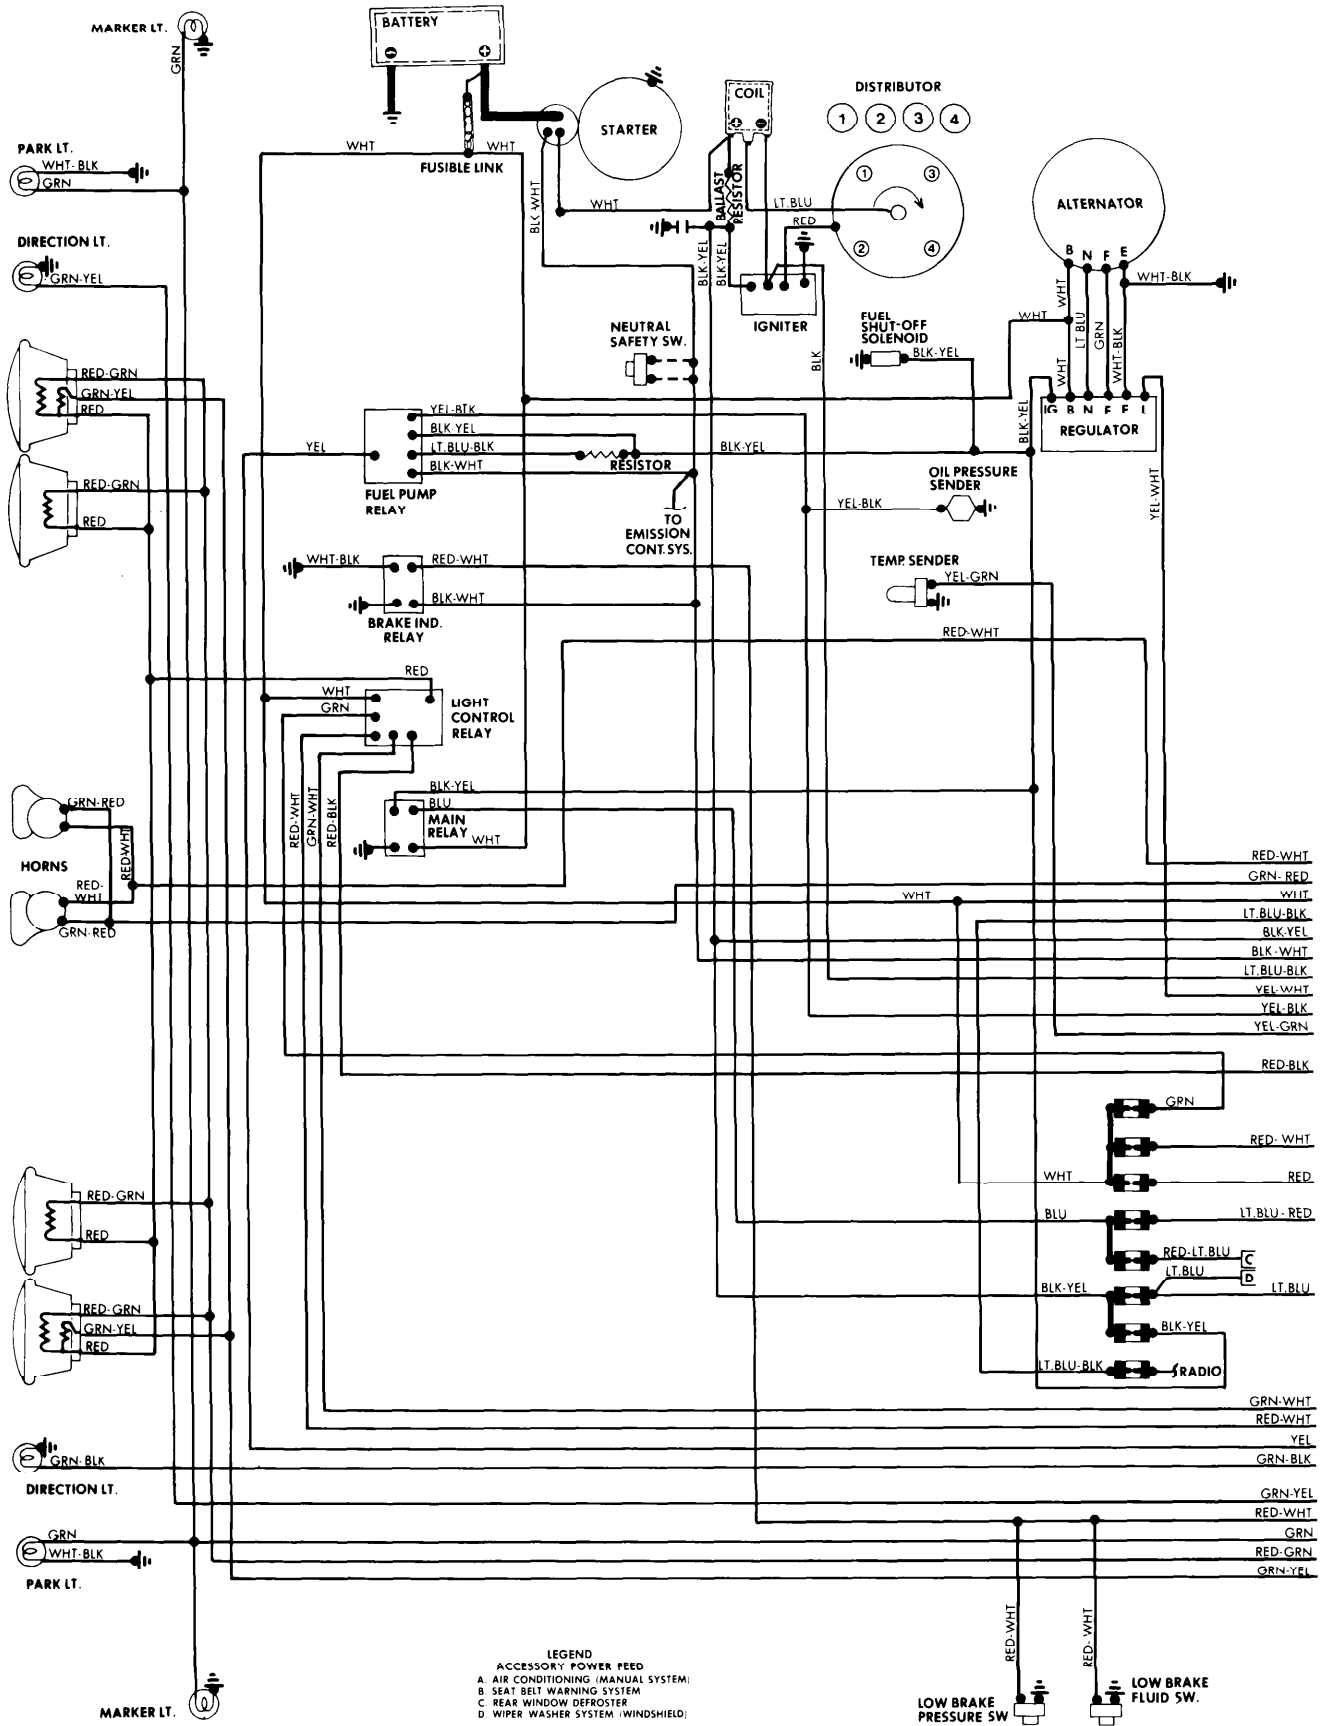 MARKER LT.
GRN
BATTERY
STARTER
COIL
DISTRIBUTOR
1 2 3 4
PARK LT.
WHT-BLK
GRN
WHT
WHT
FUSIBLE LINK
BLK-WHT
WHT
BALLAST
RESISTOR
LT.BLU
RED
1
3
2
4
ALTERNATOR
B N F E
WHT-BLK
DIRECTION LT.
GRN-YEL
BLK-YEL
BLK-YEL
IGNITER
BLK
WHT
WHT
LT BLU
GRN
WHT-BLK
WHT
NEUTRAL
SAFETY SW.
FUEL
SHUT-OFF
SOLENOID
BLK-YEL
RED-GRN
GRN-YEL
RED
BLK-YEL
IG B N F E L
REGULATOR
YEL-WHT
YEL-BLK
BLK-YEL
LT.BLU-BLK
BLK-WHT
YEL
RESISTOR
BLK-YEL
FUEL PUMP
RELAY
OIL PRESSURE
SENDER
YEL-BLK
RED-GRN
RED
TO
EMISSION
CONT.SYS.
WHT-BLK
RED-WHT
BLK-WHT
BRAKE IND.
RELAY
TEMP. SENDER
YEL-GRN
RED-WHT
RED
WHT
GRN
LIGHT
CONTROL
RELAY
RED-WHT
GRN-WHT
RED-BLK
BLK-YEL
BLU
MAIN
RELAY
WHT
GRN-RED
RED-WHT
HORNS
RED-
WHT
GRN-RED
WHT
RED-WHT
GRN-RED
WHT
LT.BLU-BLK
BLK-YEL
BLK-WHT
LT.BLU-BLK
YEL-WHT
YEL-BLK
YEL-GRN
RED-BLK
GRN
RED-WHT
WHT
RED
BLU
LT.BLU-RED
RED-LT.BLU
C
LT.BLU
D
BLK-YEL
LT.BLU
BLK-YEL
LT.BLU-BLK
RADIO
RED-GRN
RED
RED-GRN
GRN-YEL
RED
GRN-WHT
RED-WHT
YEL
GRN-BLK
GRN-YEL
RED-WHT
GRN
RED-GRN
GRN-YEL
GRN-BLK
DIRECTION LT.
GRN
WHT-BLK
PARK LT.
MARKER LT.
RED-WHT
RED-WHT
LOW BRAKE
PRESSURE SW
LOW BRAKE
FLUID SW.
LEGEND
ACCESSORY POWER FEED
A. AIR CONDITIONING (MANUAL SYSTEM)
B. SEAT BELT WARNING SYSTEM
C. REAR WINDOW DEFROSTER
D. WIPER WASHER SYSTEM (WINDSHIELD)